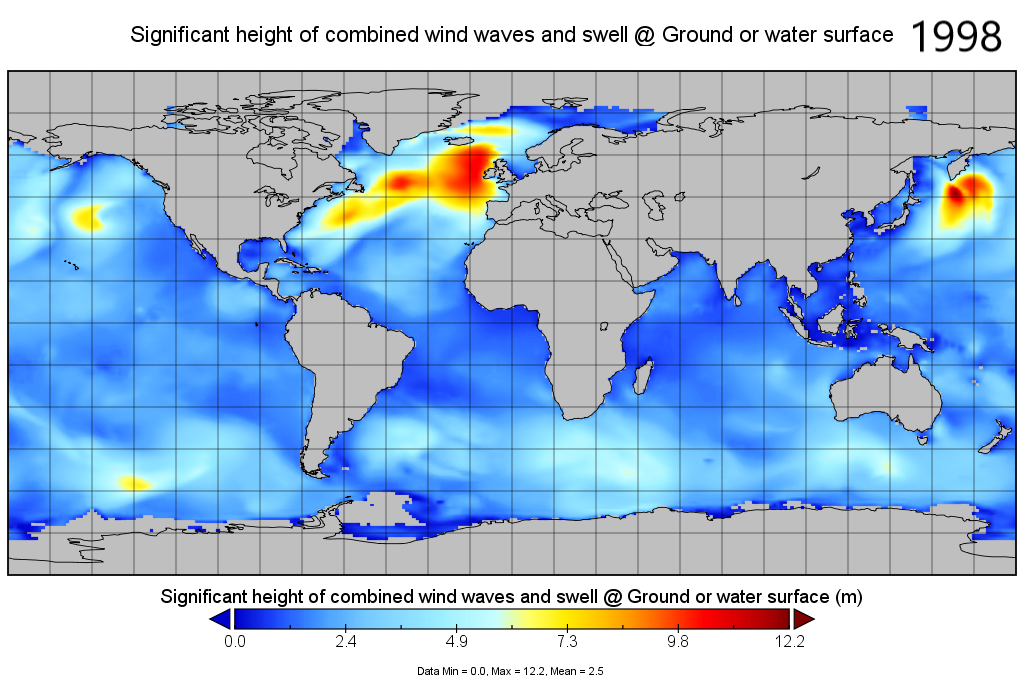 Significant height of combined wind waves and swell @ Ground or water surface 1998
Significant height of combined wind waves and swell @ Ground or water surface (m)
0.0 2.4 4.9 7.3 9.8 12.2
Data Min = 0.0, Max = 12.2, Mean = 2.5